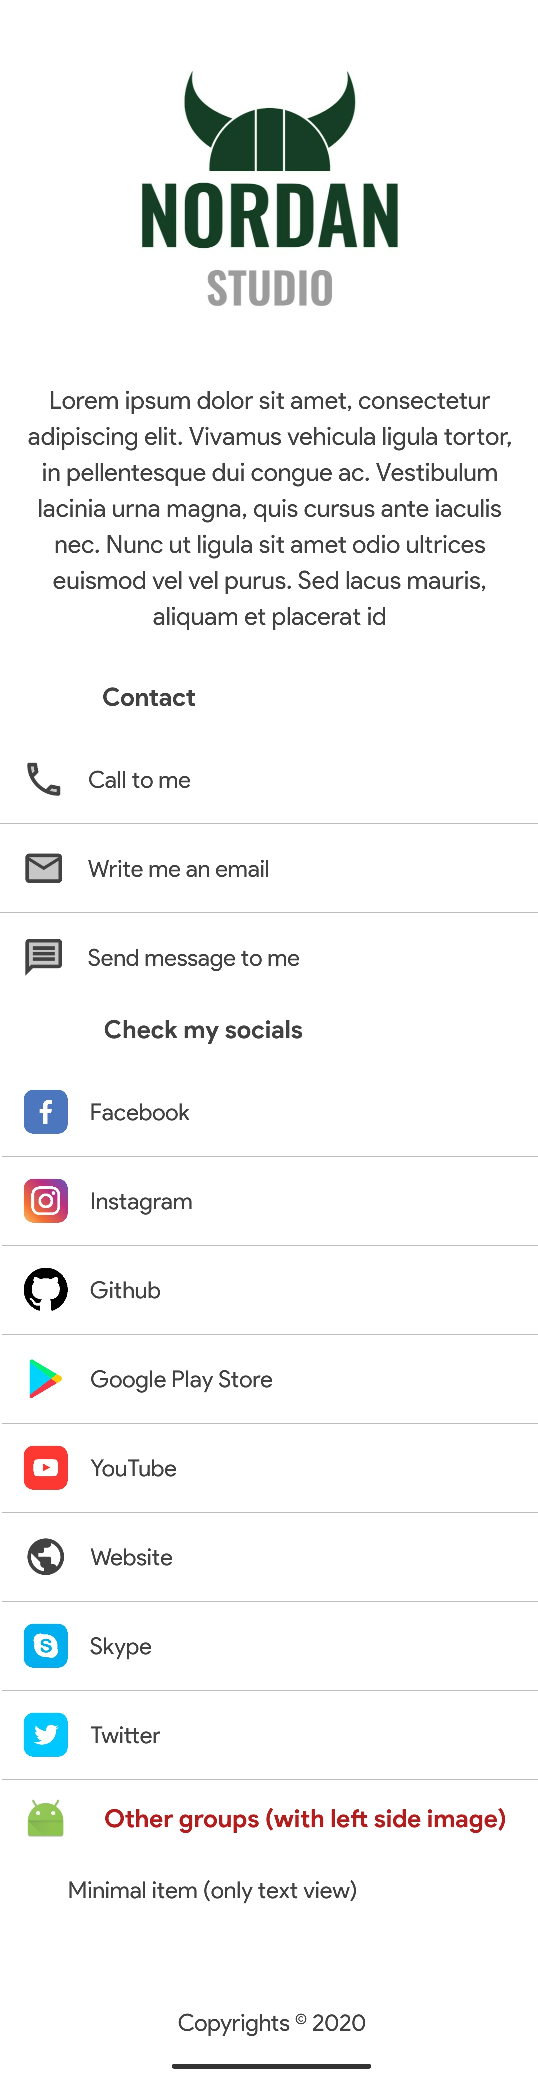 NORDAN
STUDIO
Lorem ipsum dolor sit amet, consectetur
adipiscing elit. Vivamus vehicula ligula tortor,
in pellentesque dui congue ac. Vestibulum
lacinia urna magna, quis cursus ante iaculis
nec. Nunc ut ligula sit amet odio ultrices
euismod vel vel purus. Sed lacus mauris,
aliquam et placerat id
Contact
Call to me
Write me an email
Send message to me
Check my socials
Facebook
Instagram
Github
Google Play Store
YouTube
Website
Skype
Twitter
Other groups (with left side image)
Minimal item (only text view)
Copyrights © 2020